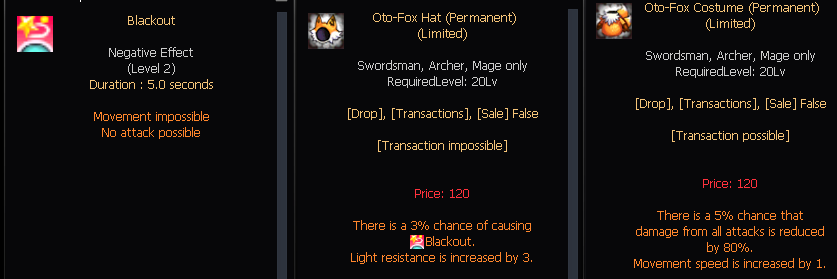 Blackout
Negative Effect
(Level 2)
Duration : 5.0 seconds
Movement impossible
No attack possible
Oto-Fox Hat (Permanent)
(Limited)
Swordsman, Archer, Mage only
RequiredLevel: 20Lv
[Drop], [Transactions], [Sale] False
[Transaction impossible]
Price: 120
There is a 3% chance of causing
Blackout.
Light resistance is increased by 3.
Oto-Fox Costume (Permanent)
(Limited)
Swordsman, Archer, Mage only
RequiredLevel: 20Lv
[Drop], [Transactions], [Sale] False
[Transaction possible]
Price: 120
There is a 5% chance that
damage from all attacks is reduced
by 80%.
Movement speed is increased by 1.